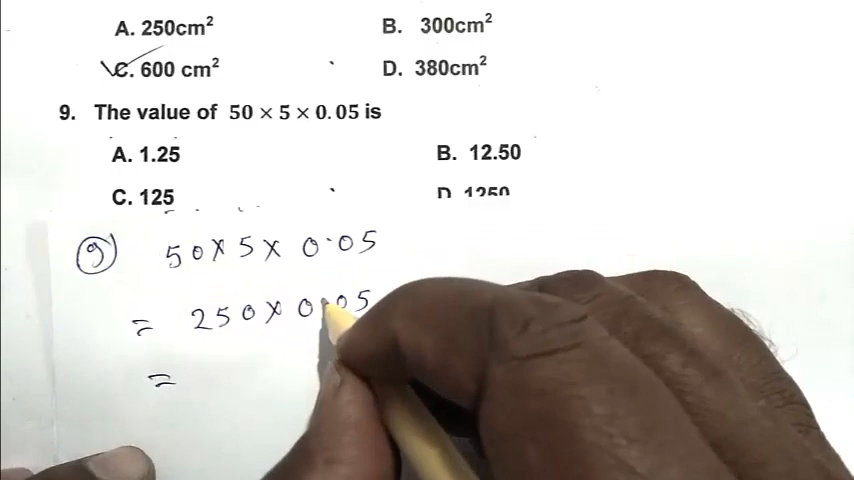 A. 250cm² B. 300cm²
C. 600 cm² D. 380cm²
9. The value of 50 × 5 × 0.05 is
A. 1.25 B. 12.50
C. 125 D 1250
9) 50 × 5 × 0.05
= 250 × 0.05
=